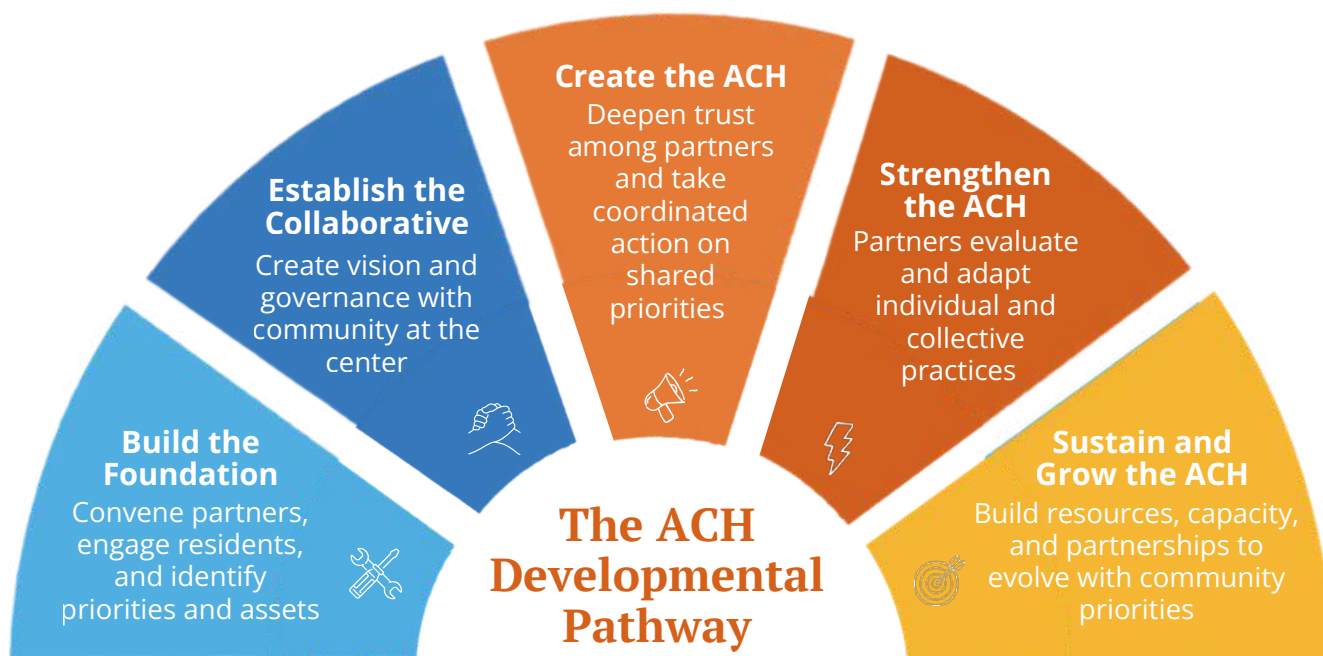 Build the
Foundation
Convene partners,
engage residents,
and identify
priorities and assets
Establish the
Collaborative
Create vision and
governance with
community at the
center
Create the ACH
Deepen trust
among partners
and take
coordinated
action on
shared
priorities
Strengthen
the ACH
Partners evaluate
and adapt
individual and
collective
practices
Sustain and
Grow the ACH
Build resources, capacity,
and partnerships to
evolve with community
priorities
The ACH
Developmental
Pathway